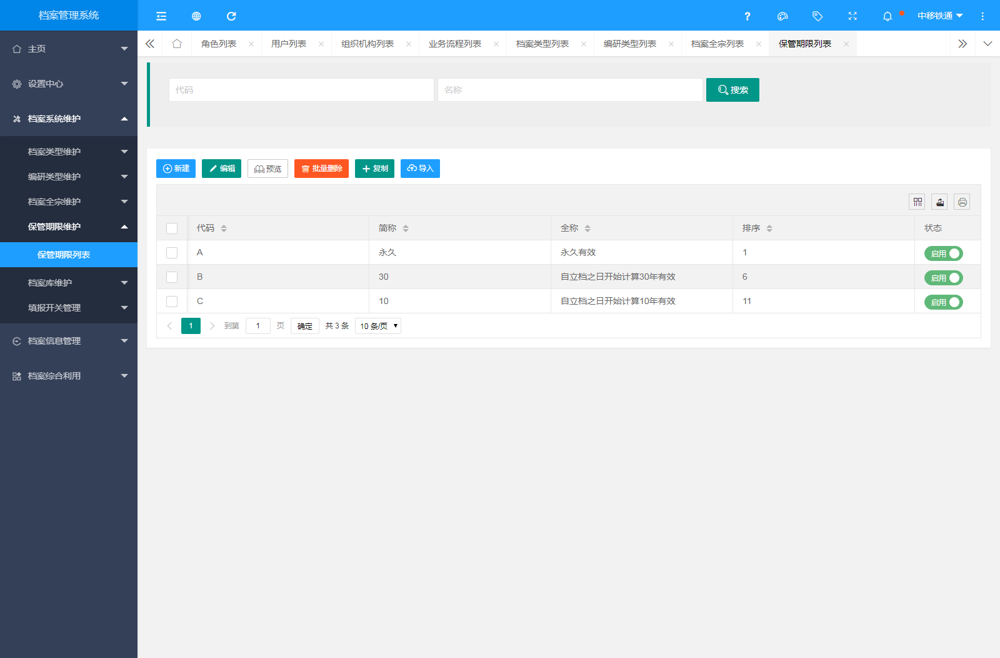 档案管理系统
? 中移铁通
主页
设置中心
档案系统维护
档案类型维护
编研类型维护
档案全宗维护
保管期限维护
保管期限列表
档案库维护
填报开关管理
档案信息管理
档案综合利用
角色列表 用户列表 组织机构列表 业务流程列表 档案类型列表 编研类型列表 档案全宗列表 保管期限列表
代码 名称 搜索
新建 编辑 预览 批量删除 复制 导入
代码 简称 全称 排序 状态
A 永久 永久有效 1 启用
B 30 自立档之日开始计算30年有效 6 启用
C 10 自立档之日开始计算10年有效 11 启用
1 到第 1 页 确定 共 3 条 10 条/页